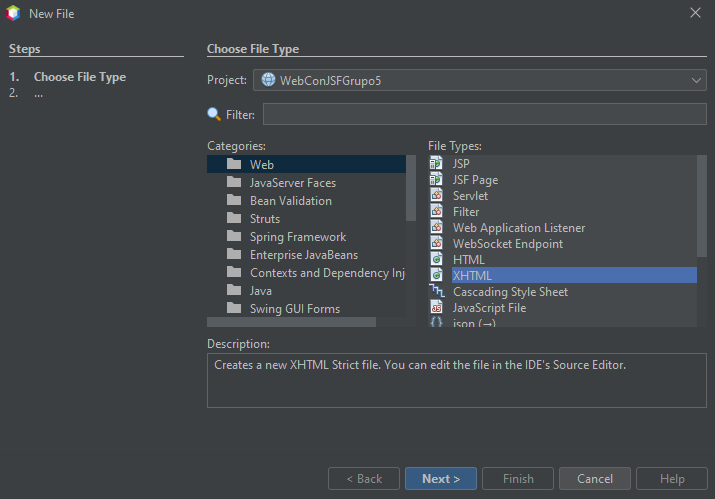 New File
Steps
1. Choose File Type
2. ...
Choose File Type
Project: WebConJSFGrupo5
Filter:
Categories:
Web
JavaServer Faces
Bean Validation
Struts
Spring Framework
Enterprise JavaBeans
Contexts and Dependency Inj
Java
Swing GUI Forms
File Types:
JSP
JSF Page
Servlet
Filter
Web Application Listener
WebSocket Endpoint
HTML
XHTML
Cascading Style Sheet
JavaScript File
json (→)
Description:
Creates a new XHTML Strict file. You can edit the file in the IDE's Source Editor.
< Back
Next >
Finish
Cancel
Help